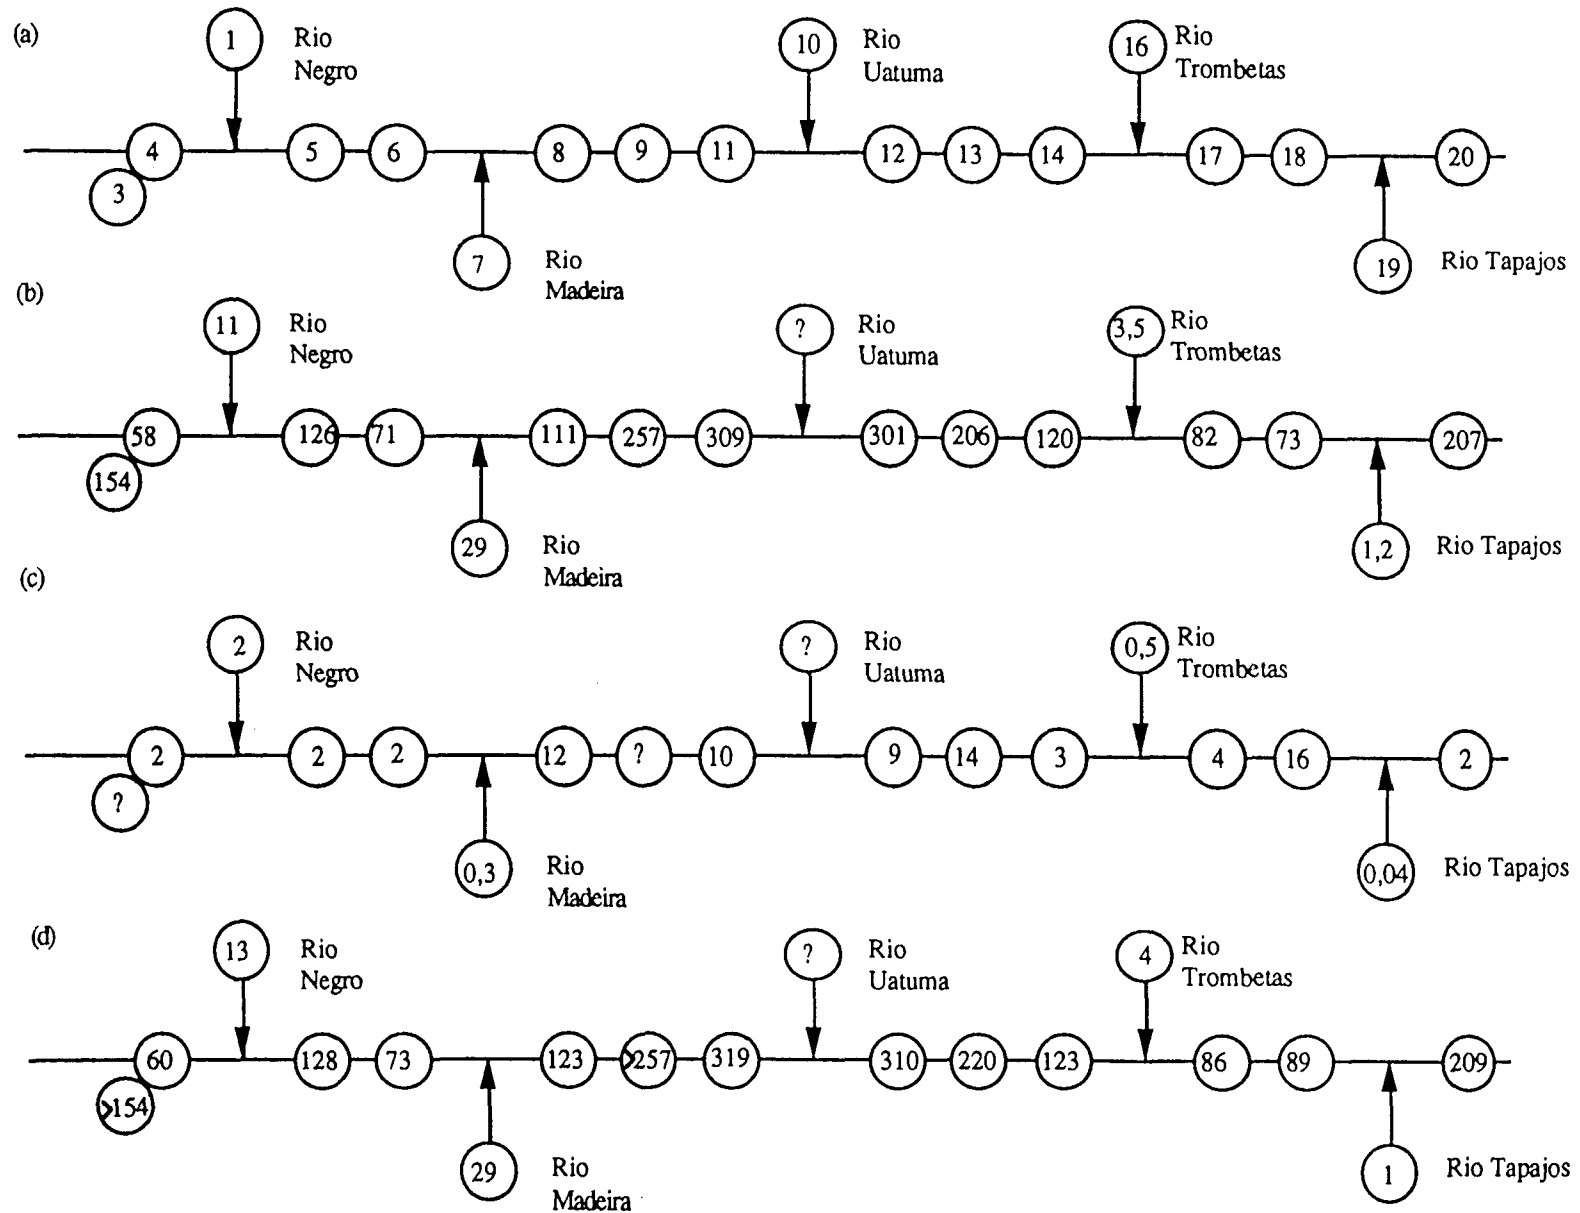 (a)
1
Rio
Negro
10
Rio
Uatuma
16
Rio
Trombetas
4
5
6
8
9
11
12
13
14
17
18
20
3
7
Rio
Madeira
19
Rio Tapajos
(b)
11
Rio
Negro
?
Rio
Uatuma
3,5
Rio
Trombetas
58
126
71
111
257
309
301
206
120
82
73
207
154
29
Rio
Madeira
1,2
Rio Tapajos
(c)
2
Rio
Negro
?
Rio
Uatuma
0,5
Rio
Trombetas
2
2
2
12
?
10
9
14
3
4
16
2
?
0,3
Rio
Madeira
0,04
Rio Tapajos
(d)
13
Rio
Negro
?
Rio
Uatuma
4
Rio
Trombetas
60
128
73
123
>257
319
310
220
123
86
89
209
>154
29
Rio
Madeira
1
Rio Tapajos